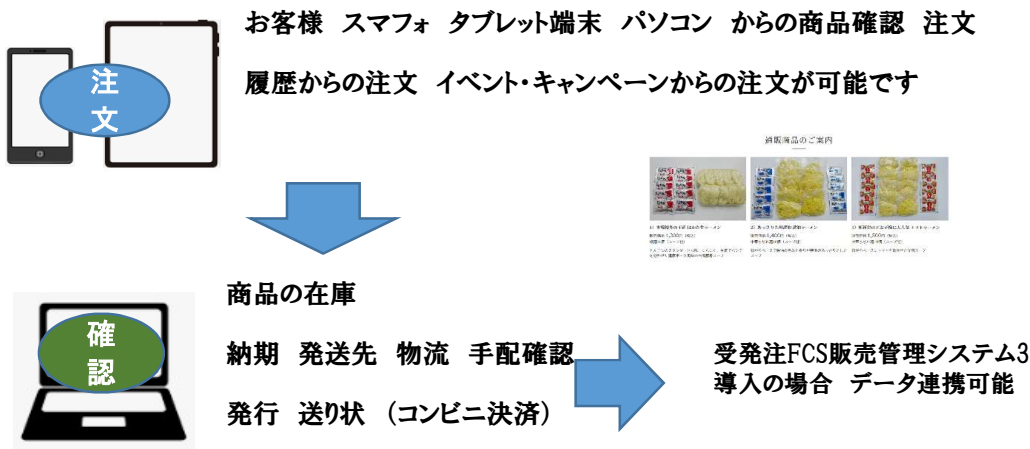 お客様 スマフォ タブレット端末 パソコン からの商品確認 注文
注
文
履歴からの注文 イベント・キャンペーンからの注文が可能です
通販商品のご案内
商品の在庫
確
認
納期 発送先 物流 手配確認
発行 送り状 (コンビニ決済)
受発注FCS販売管理システム3
導入の場合 データ連携可能